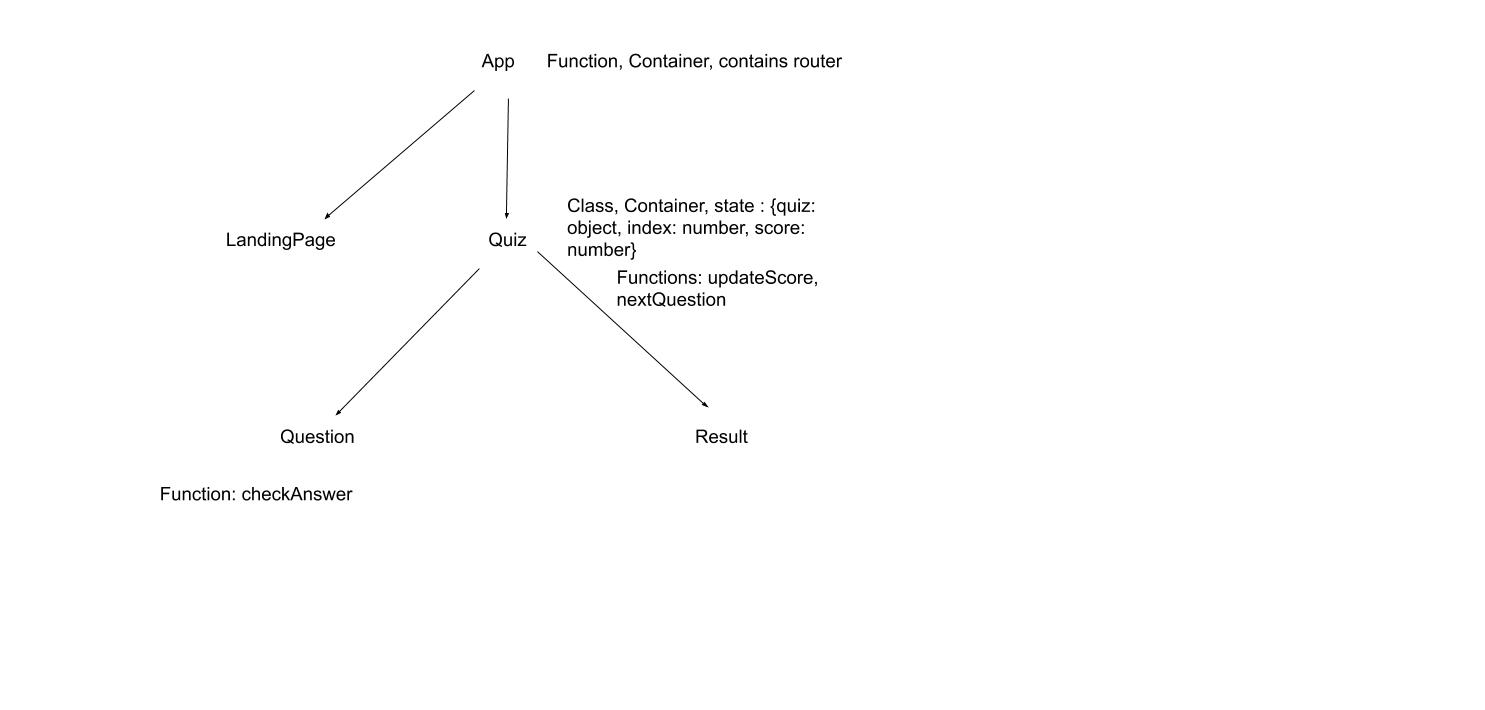 App Function, Container, contains router
LandingPage
Quiz
Class, Container, state : {quiz:
object, index: number, score:
number}
Functions: updateScore,
nextQuestion
Question
Result
Function: checkAnswer